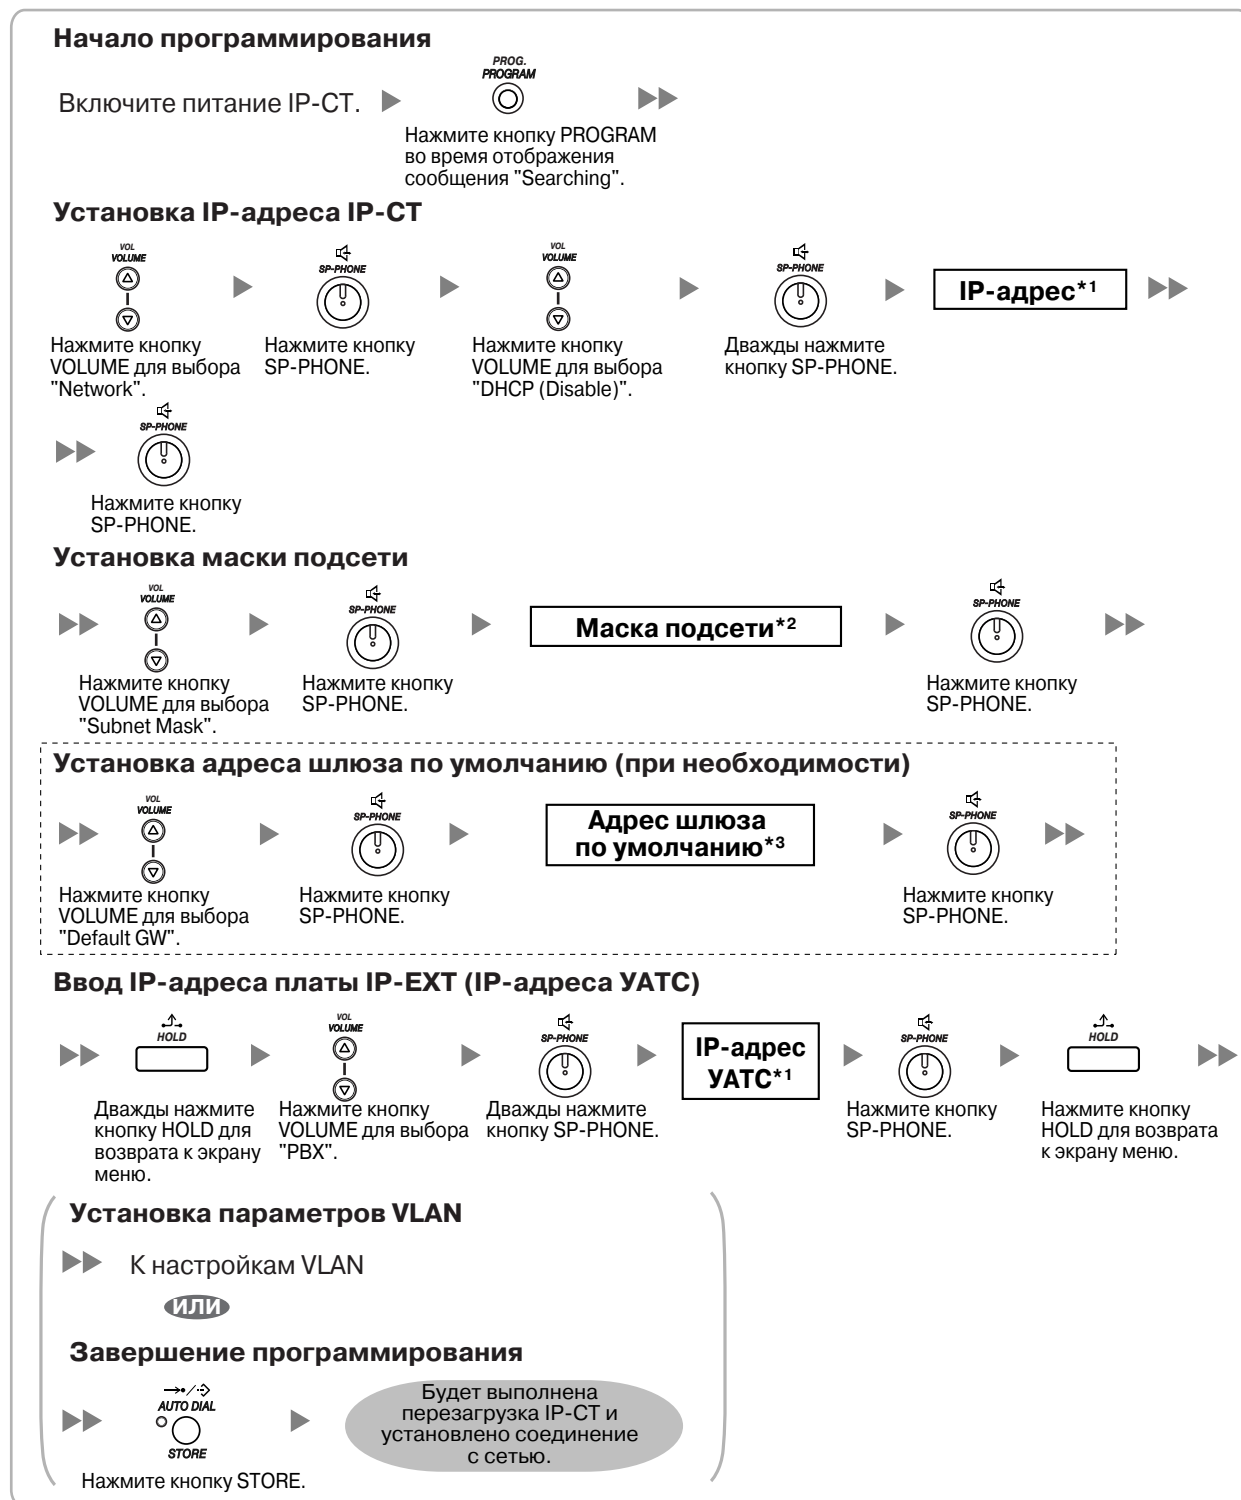 Начало программирования
Включите питание IP-CT.
PROG.
PROGRAM
Нажмите кнопку PROGRAM
во время отображения
сообщения "Searching".
Установка IP-адреса IP-CT
VOL
VOLUME
Нажмите кнопку
VOLUME для выбора
"Network".
SP-PHONE
Нажмите кнопку
SP-PHONE.
VOL
VOLUME
Нажмите кнопку
VOLUME для выбора
"DHCP (Disable)".
SP-PHONE
Дважды нажмите
кнопку SP-PHONE.
IP-адрес*1
SP-PHONE
Нажмите кнопку
SP-PHONE.
Установка маски подсети
VOL
VOLUME
Нажмите кнопку
VOLUME для выбора
"Subnet Mask".
SP-PHONE
Нажмите кнопку
SP-PHONE.
Маска подсети*2
SP-PHONE
Нажмите кнопку
SP-PHONE.
Установка адреса шлюза по умолчанию (при необходимости)
VOL
VOLUME
Нажмите кнопку
VOLUME для выбора
"Default GW".
SP-PHONE
Нажмите кнопку
SP-PHONE.
Адрес шлюза
по умолчанию*3
SP-PHONE
Нажмите кнопку
SP-PHONE.
Ввод IP-адреса платы IP-EXT (IP-адреса УАТС)
HOLD
Дважды нажмите
кнопку HOLD для
возврата к экрану
меню.
VOL
VOLUME
Нажмите кнопку
VOLUME для выбора
"PBX".
SP-PHONE
Дважды нажмите
кнопку SP-PHONE.
IP-адрес
УАТС*1
SP-PHONE
Нажмите кнопку
SP-PHONE.
HOLD
Нажмите кнопку
HOLD для возврата
к экрану меню.
Установка параметров VLAN
К настройкам VLAN
ИЛИ
Завершение программирования
AUTO DIAL
STORE
Нажмите кнопку STORE.
Будет выполнена
перезагрузка IP-CT и
установлено соединение
с сетью.